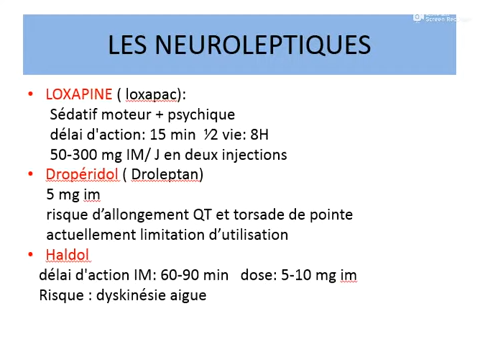 LES NEUROLEPTIQUES
• LOXAPINE ( loxapac):
Sédatif moteur + psychique
délai d'action: 15 min ½ vie: 8H
50-300 mg IM/ J en deux injections
• Dropéridol ( Droleptan)
5 mg im
risque d’allongement QT et torsade de pointe
actuellement limitation d’utilisation
• Haldol
délai d'action IM: 60-90 min dose: 5-10 mg im
Risque : dyskinésie aigue